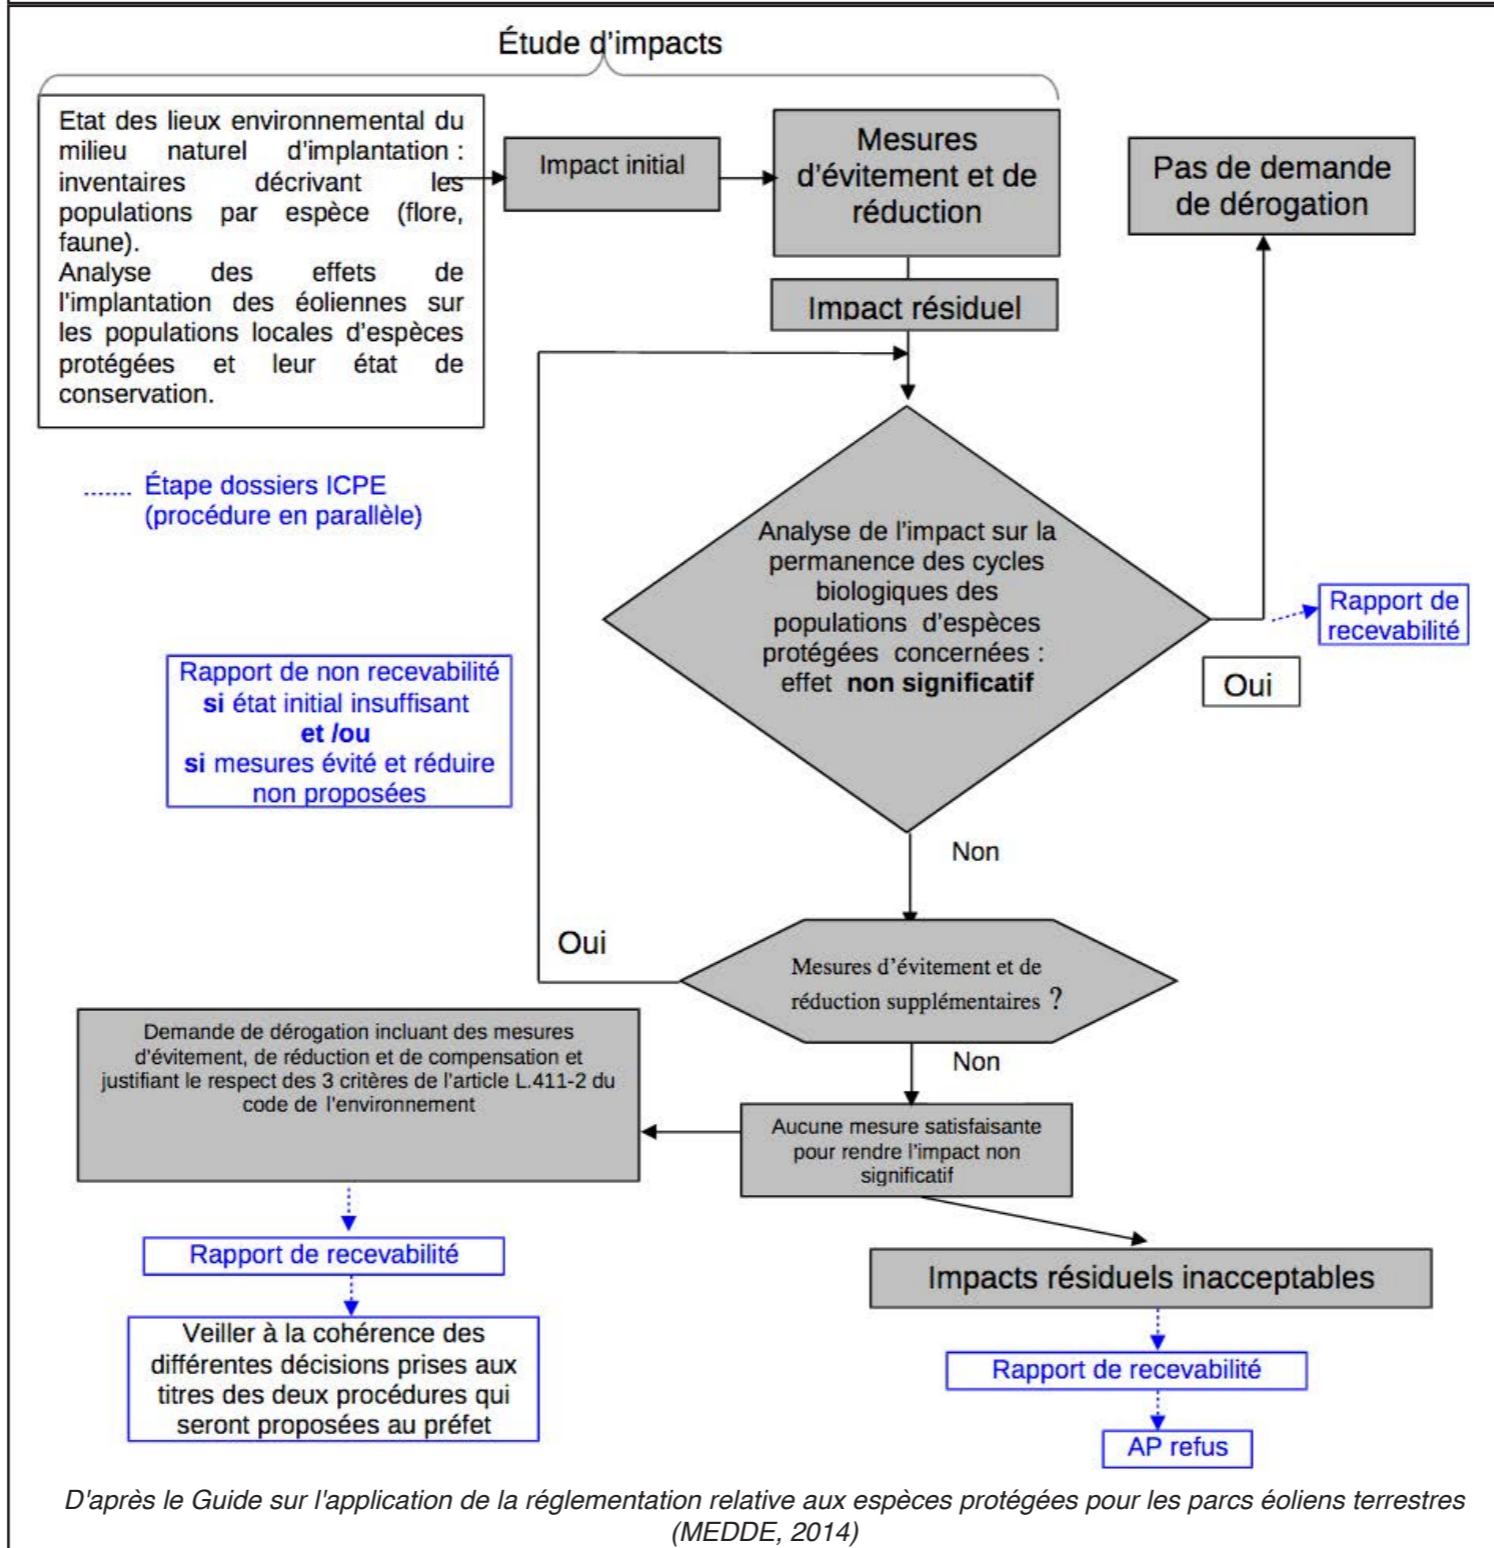 Étude d'impacts
Etat des lieux environnemental du
milieu naturel d'implantation :
inventaires décrivant les
populations par espèce (flore,
faune).
Analyse des effets de
l'implantation des éoliennes sur
les populations locales d'espèces
protégées et leur état de
conservation.
Impact initial
Mesures
d'évitement et de
réduction
Pas de demande
de dérogation
Impact résiduel
....... Étape dossiers ICPE
(procédure en parallèle)
Analyse de l'impact sur la
permanence des cycles
biologiques des
populations d'espèces
protégées concernées :
effet non significatif
Rapport de
recevabilité
Oui
Rapport de non recevabilité
si état initial insuffisant
et /ou
si mesures évité et réduire
non proposées
Non
Oui
Mesures d'évitement et de
réduction supplémentaires ?
Non
Demande de dérogation incluant des mesures
d'évitement, de réduction et de compensation et
justifiant le respect des 3 critères de l'article L.411-2 du
code de l'environnement
Aucune mesure satisfaisante
pour rendre l'impact non
significatif
Rapport de recevabilité
Veiller à la cohérence des
différentes décisions prises aux
titres des deux procédures qui
seront proposées au préfet
Impacts résiduels inacceptables
Rapport de recevabilité
AP refus
D'après le Guide sur l'application de la réglementation relative aux espèces protégées pour les parcs éoliens terrestres
(MEDDE, 2014)